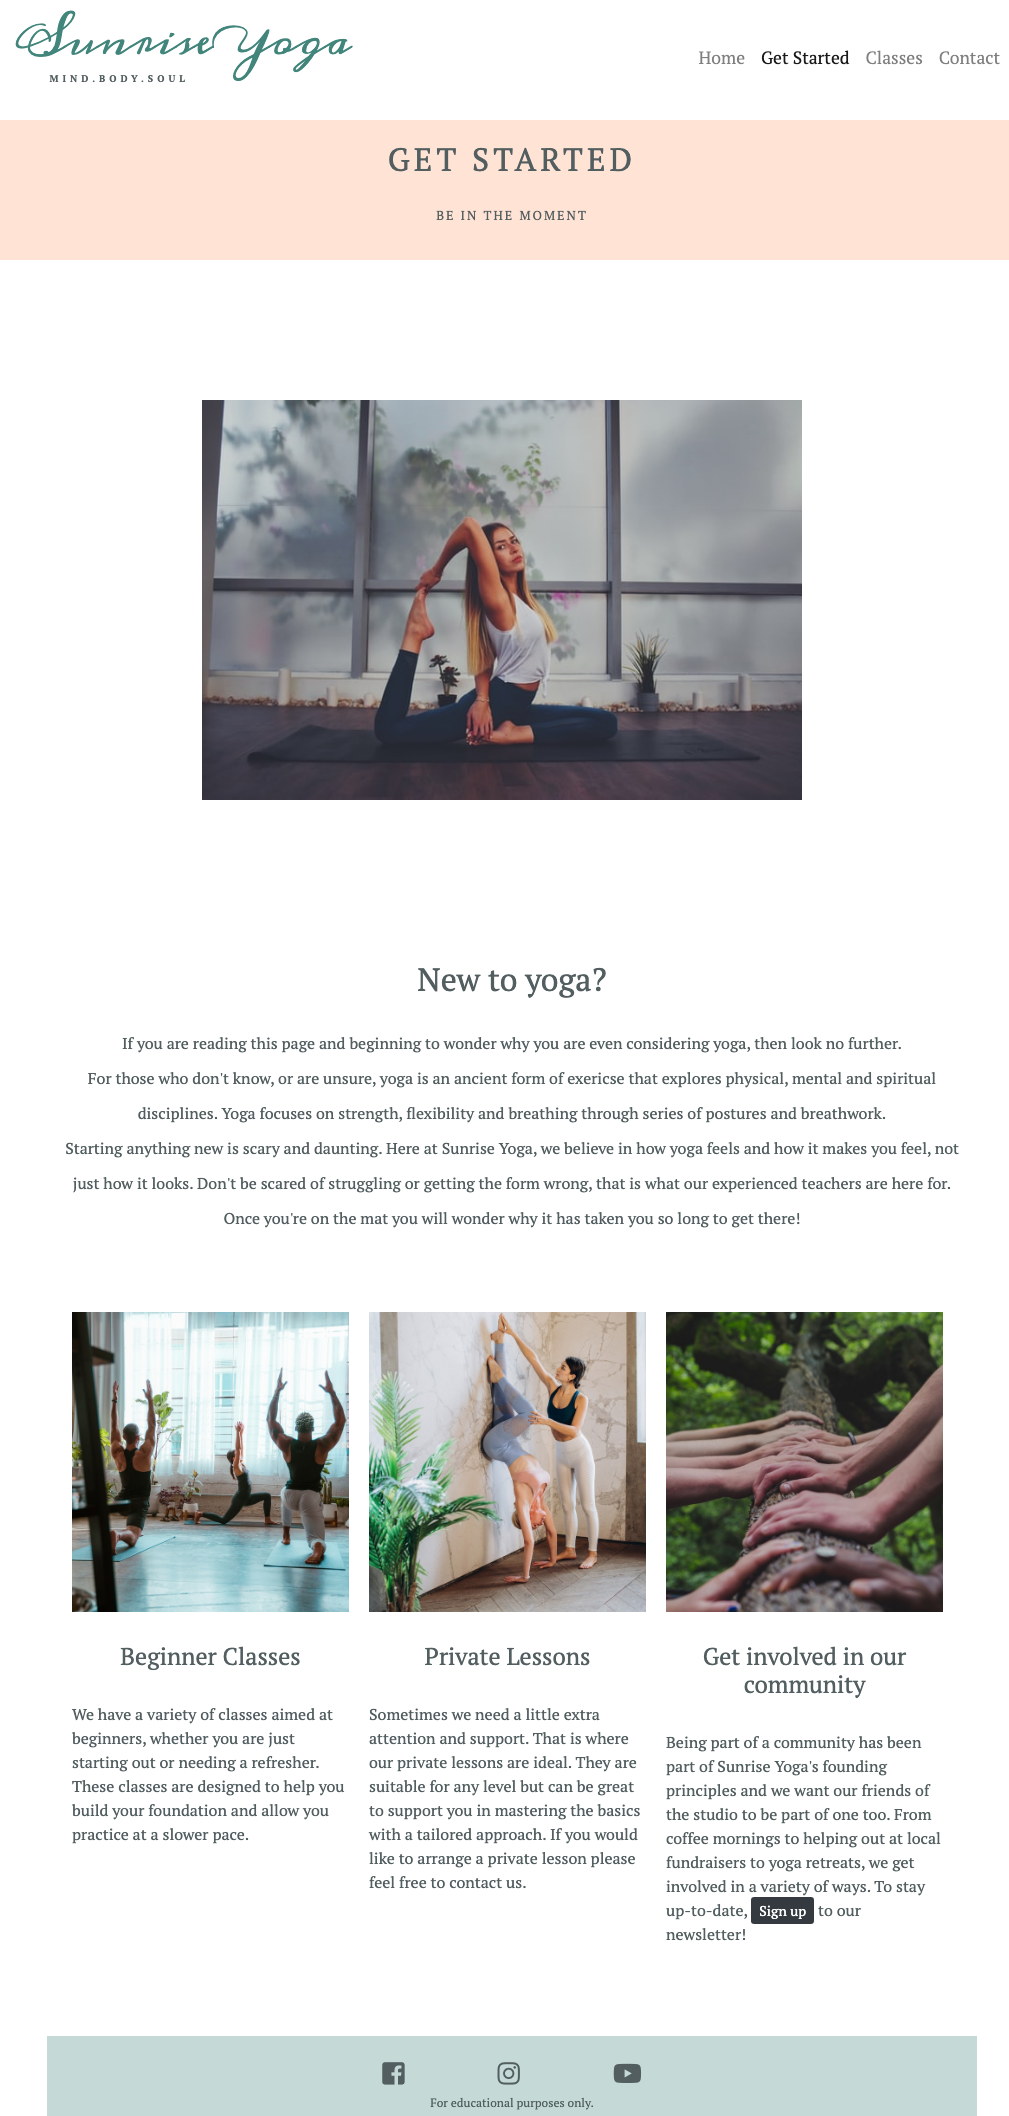 Sunrise Yoga
MIND.BODY.SOUL
Home Get Started Classes Contact
GET STARTED
BE IN THE MOMENT
New to yoga?
If you are reading this page and beginning to wonder why you are even considering yoga, then look no further.
For those who don't know, or are unsure, yoga is an ancient form of exericse that explores physical, mental and spiritual
disciplines. Yoga focuses on strength, flexibility and breathing through series of postures and breathwork.
Starting anything new is scary and daunting. Here at Sunrise Yoga, we believe in how yoga feels and how it makes you feel, not
just how it looks. Don't be scared of struggling or getting the form wrong, that is what our experienced teachers are here for.
Once you're on the mat you will wonder why it has taken you so long to get there!
Beginner Classes
We have a variety of classes aimed at
beginners, whether you are just
starting out or needing a refresher.
These classes are designed to help you
build your foundation and allow you
practice at a slower pace.
Private Lessons
Sometimes we need a little extra
attention and support. That is where
our private lessons are ideal. They are
suitable for any level but can be great
to support you in mastering the basics
with a tailored approach. If you would
like to arrange a private lesson please
feel free to contact us.
Get involved in our
community
Being part of a community has been
part of Sunrise Yoga's founding
principles and we want our friends of
the studio to be part of one too. From
coffee mornings to helping out at local
fundraisers to yoga retreats, we get
involved in a variety of ways. To stay
up-to-date, Sign up to our
newsletter!
For educational purposes only.